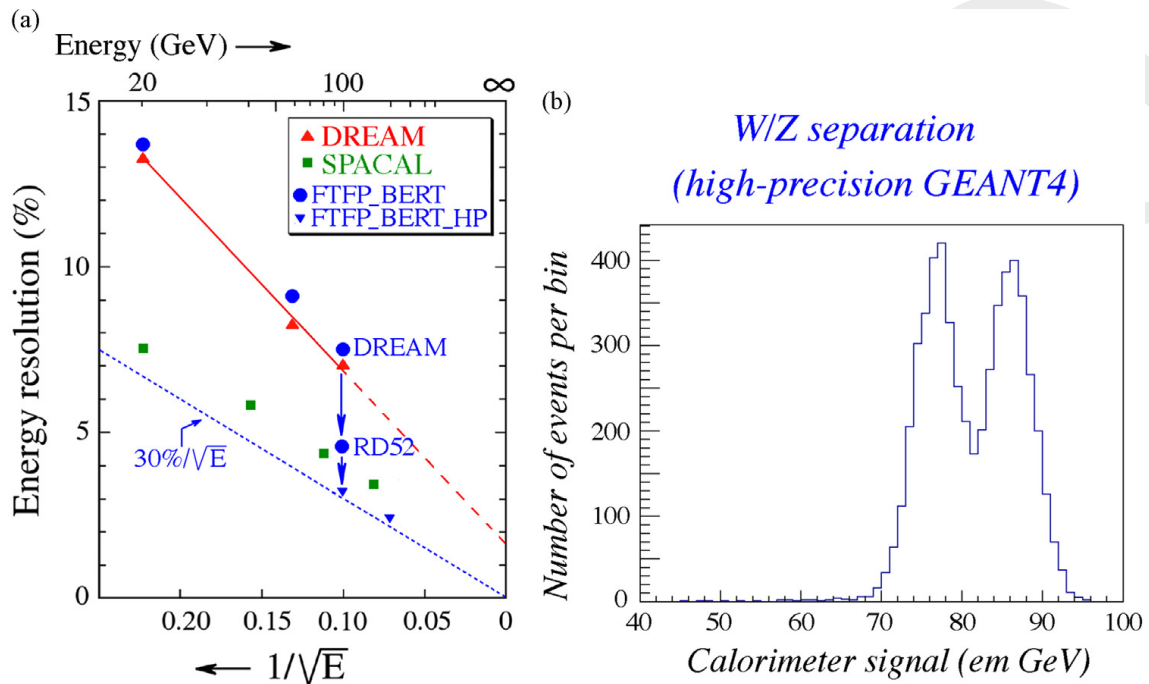 (a)
Energy (GeV) →
20 100 ∞
15
10
5
0
Energy resolution (%)
DREAM
SPACAL
FTFP_BERT
FTFP_BERT_HP
DREAM
RD52
30%/√E
0.20 0.15 0.10 0.05 0
← 1/√E
(b)
W/Z separation
(high-precision GEANT4)
Number of events per bin
400
300
200
100
0
40 50 60 70 80 90 100
Calorimeter signal (em GeV)